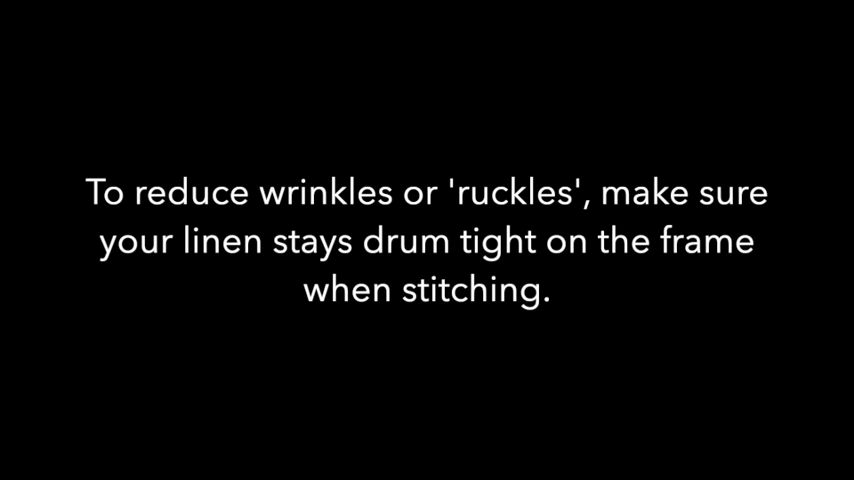 To reduce wrinkles or 'ruckles', make sure
your linen stays drum tight on the frame
when stitching.